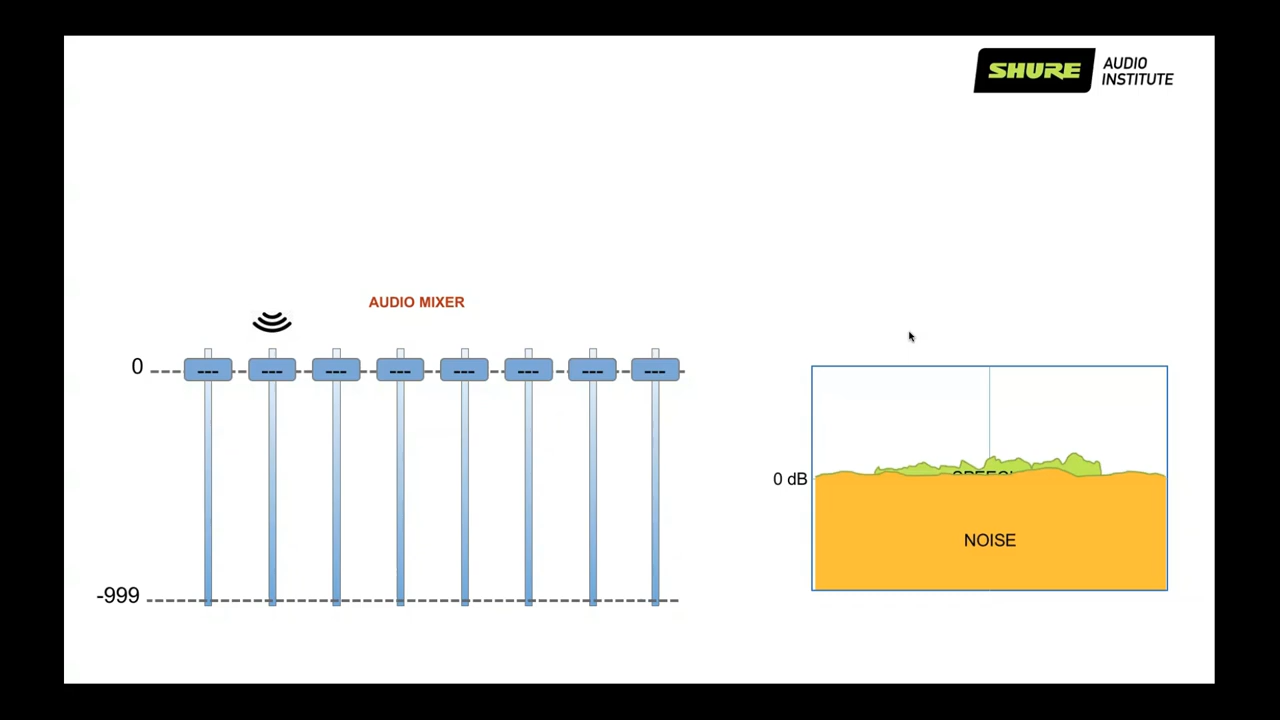 SHURE AUDIO
INSTITUTE
AUDIO MIXER
0 --- --- --- --- --- --- --- ---
0 dB
NOISE
-999